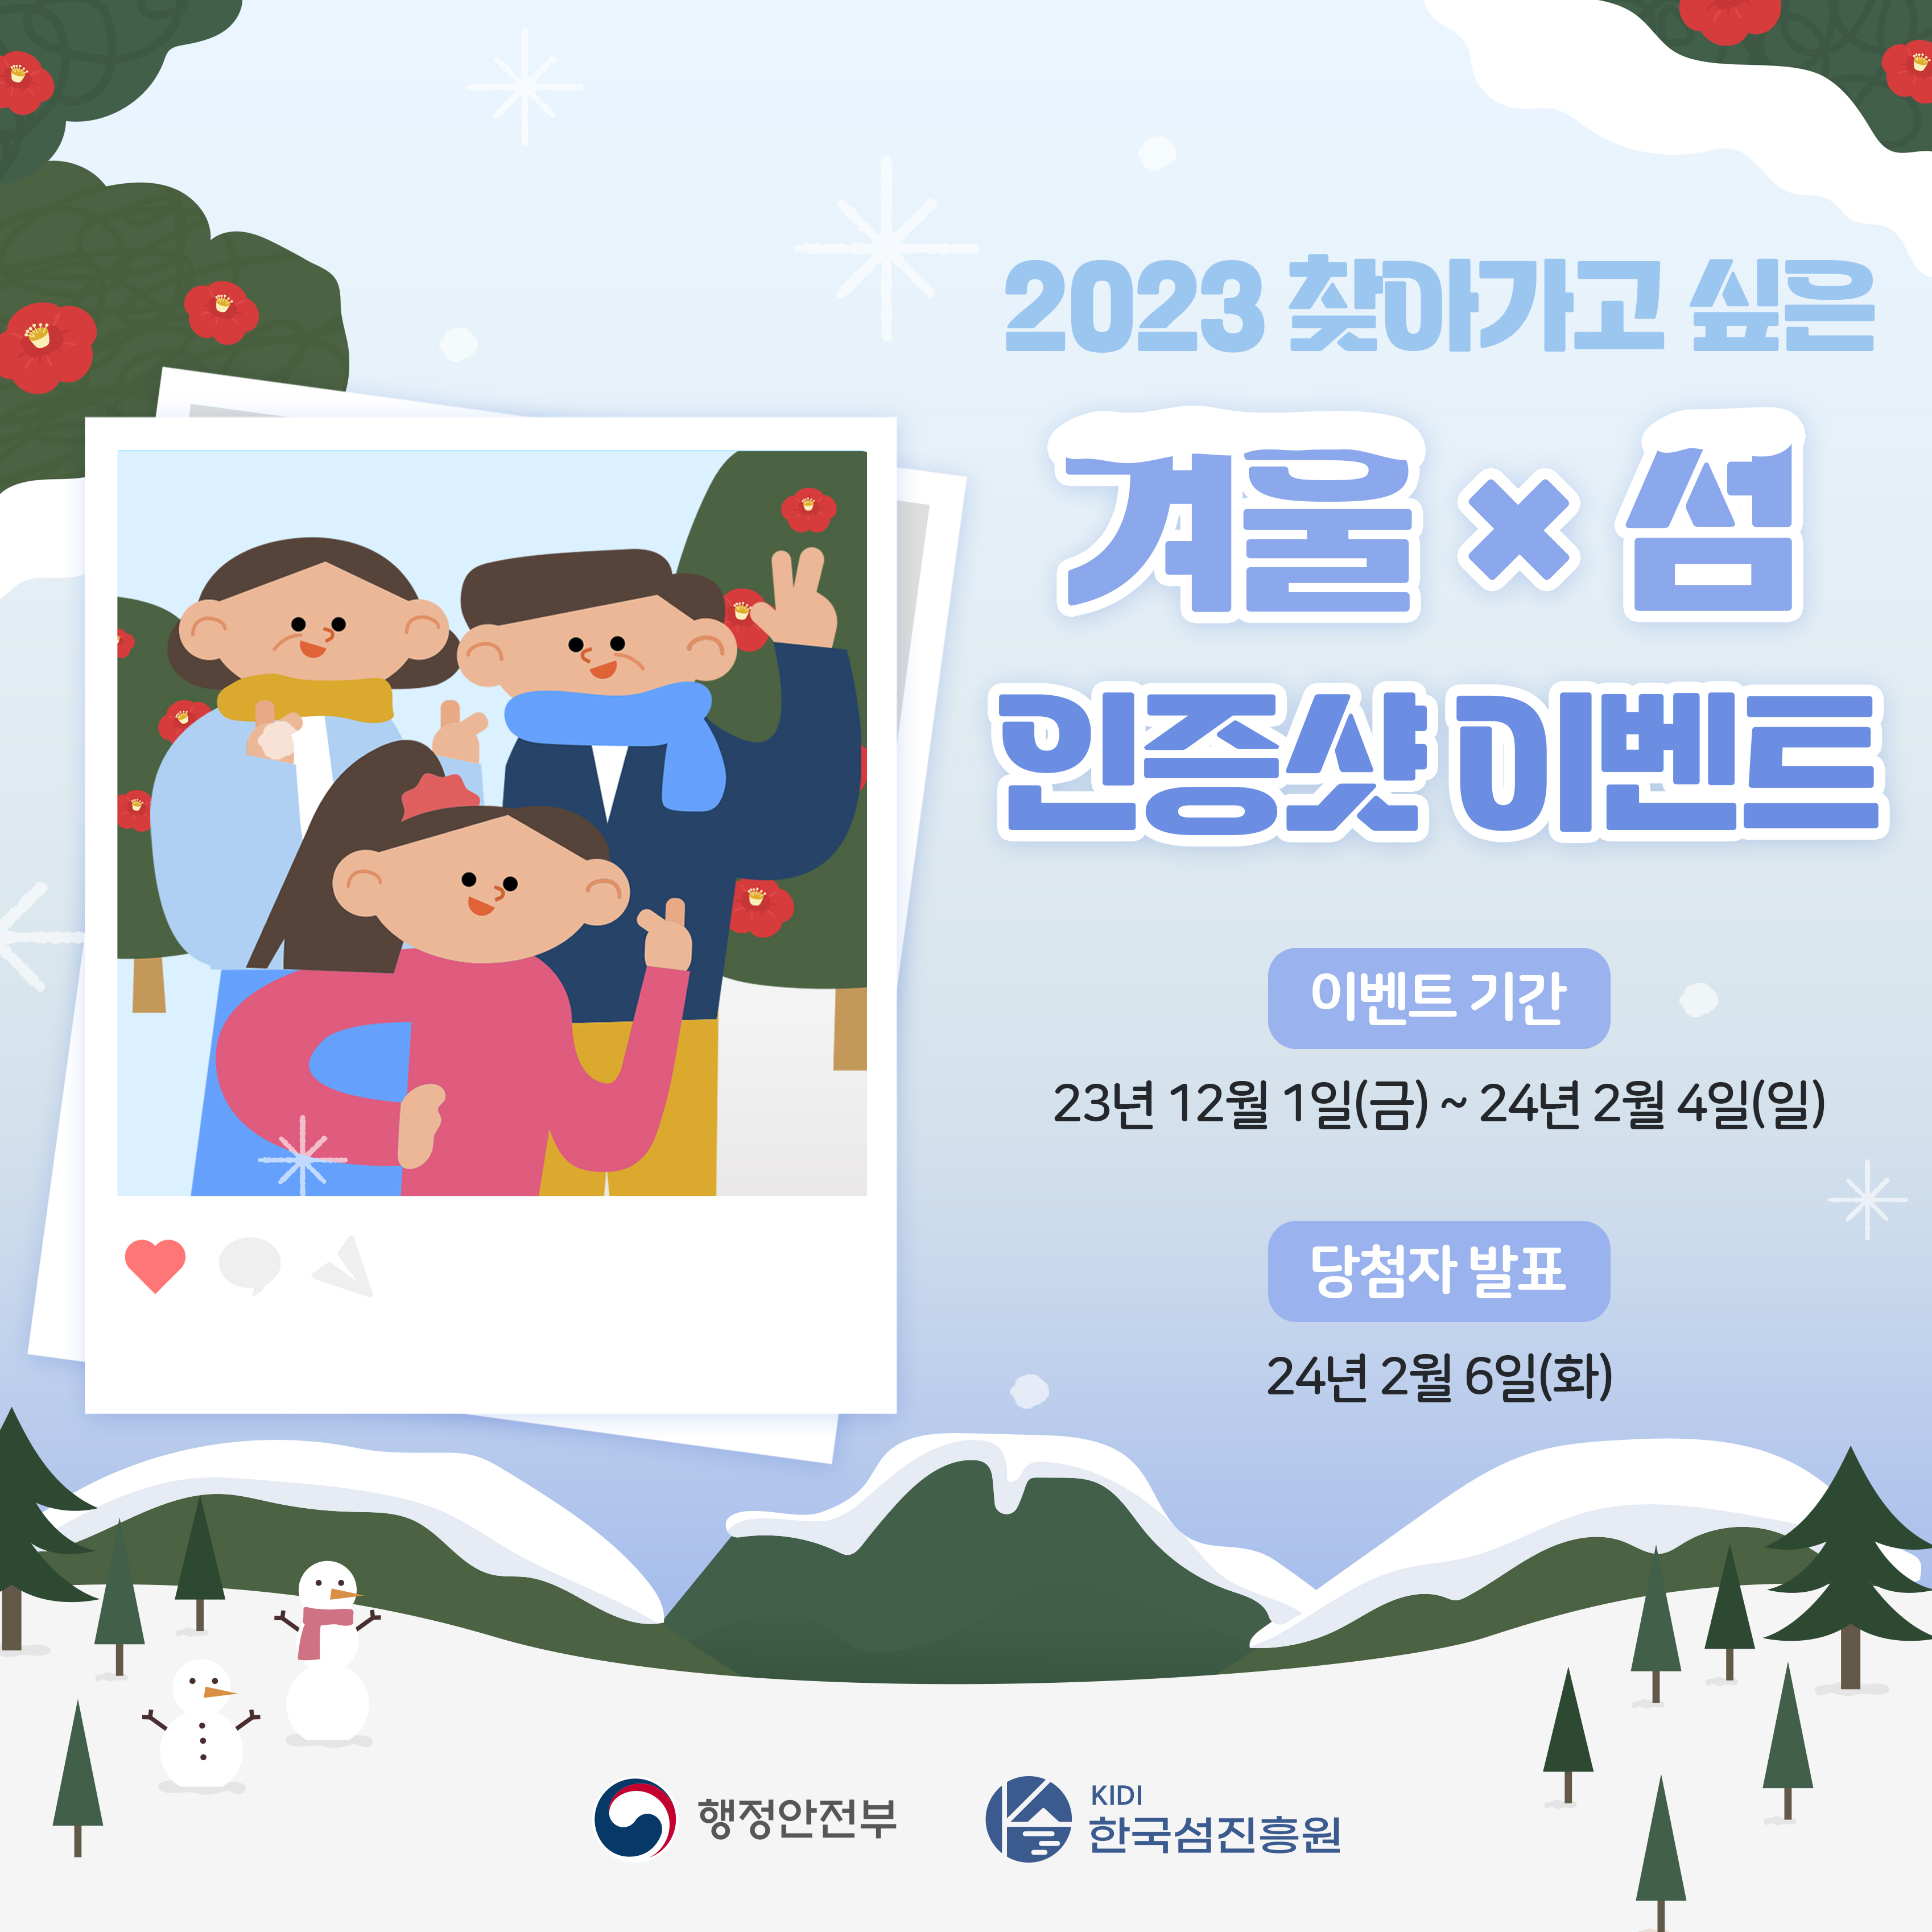 2023 찾아가고 싶은
겨울×섬
인증샷 이벤트
이벤트 기간
23년 12월 1일(금) ~ 24년 2월 4일(일)
당첨자 발표
24년 2월 6일(화)
행정안전부
KIDI
한국섬진흥원